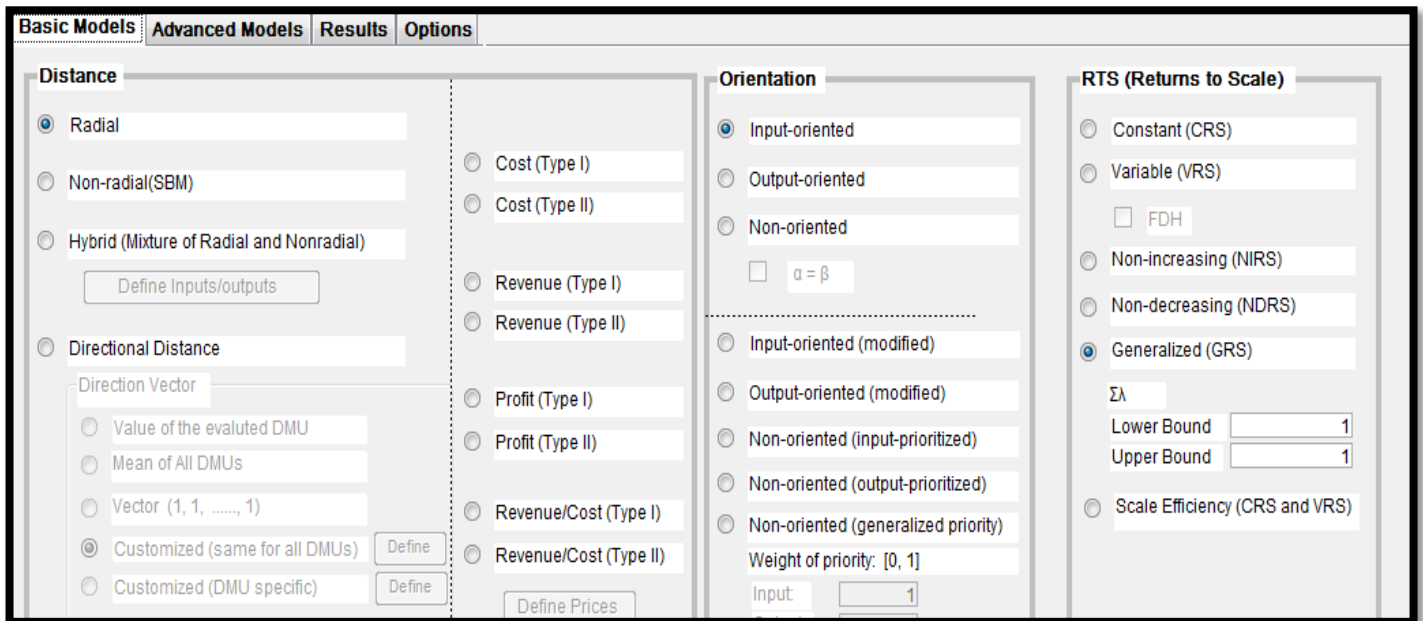 Basic Models Advanced Models Results Options
Distance
Radial
Non-radial(SBM)
Hybrid (Mixture of Radial and Nonradial)
Define Inputs/outputs
Directional Distance
Direction Vector
Value of the evaluted DMU
Mean of All DMUs
Vector (1, 1, ......, 1)
Customized (same for all DMUs) Define
Customized (DMU specific) Define
Cost (Type I)
Cost (Type II)
Revenue (Type I)
Revenue (Type II)
Profit (Type I)
Profit (Type II)
Revenue/Cost (Type I)
Revenue/Cost (Type II)
Define Prices
Orientation
Input-oriented
Output-oriented
Non-oriented
α = β
Input-oriented (modified)
Output-oriented (modified)
Non-oriented (input-prioritized)
Non-oriented (output-prioritized)
Non-oriented (generalized priority)
Weight of priority: [0, 1]
Input: 1
RTS (Returns to Scale)
Constant (CRS)
Variable (VRS)
FDH
Non-increasing (NIRS)
Non-decreasing (NDRS)
Generalized (GRS)
Σλ
Lower Bound 1
Upper Bound 1
Scale Efficiency (CRS and VRS)